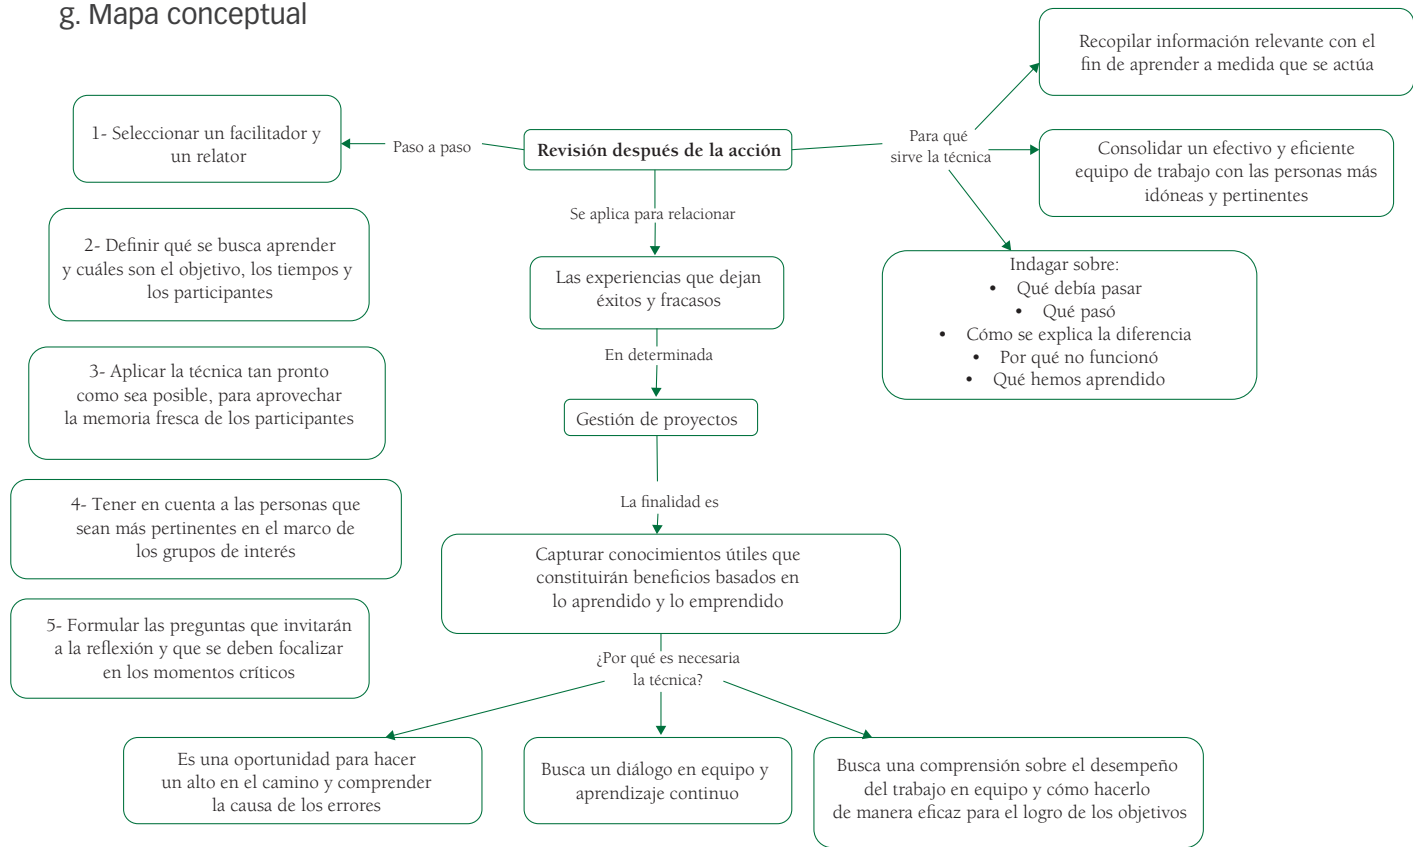 g. Mapa conceptual
Revisión después de la acción
Paso a paso
1- Seleccionar un facilitador y
un relator
2- Definir qué se busca aprender
y cuáles son el objetivo, los tiempos y
los participantes
3- Aplicar la técnica tan pronto
como sea posible, para aprovechar
la memoria fresca de los participantes
4- Tener en cuenta a las personas que
sean más pertinentes en el marco de
los grupos de interés
5- Formular las preguntas que invitarán
a la reflexión y que se deben focalizar
en los momentos críticos
Se aplica para relacionar
Las experiencias que dejan
éxitos y fracasos
En determinada
Gestión de proyectos
La finalidad es
Capturar conocimientos útiles que
constituirán beneficios basados en
lo aprendido y lo emprendido
¿Por qué es necesaria
la técnica?
Es una oportunidad para hacer
un alto en el camino y comprender
la causa de los errores
Busca un diálogo en equipo y
aprendizaje continuo
Busca una comprensión sobre el desempeño
del trabajo en equipo y cómo hacerlo
de manera eficaz para el logro de los objetivos
Para qué
sirve la técnica
Recopilar información relevante con el
fin de aprender a medida que se actúa
Consolidar un efectivo y eficiente
equipo de trabajo con las personas más
idóneas y pertinentes
Indagar sobre:
• Qué debía pasar
• Qué pasó
• Cómo se explica la diferencia
• Por qué no funcionó
• Qué hemos aprendido